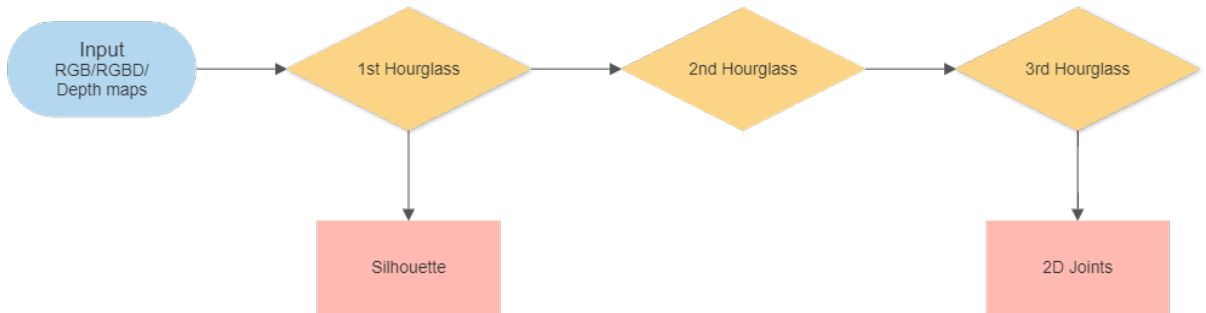 Input
RGB/RGBD/
Depth maps
1st Hourglass
2nd Hourglass
3rd Hourglass
Silhouette
2D Joints